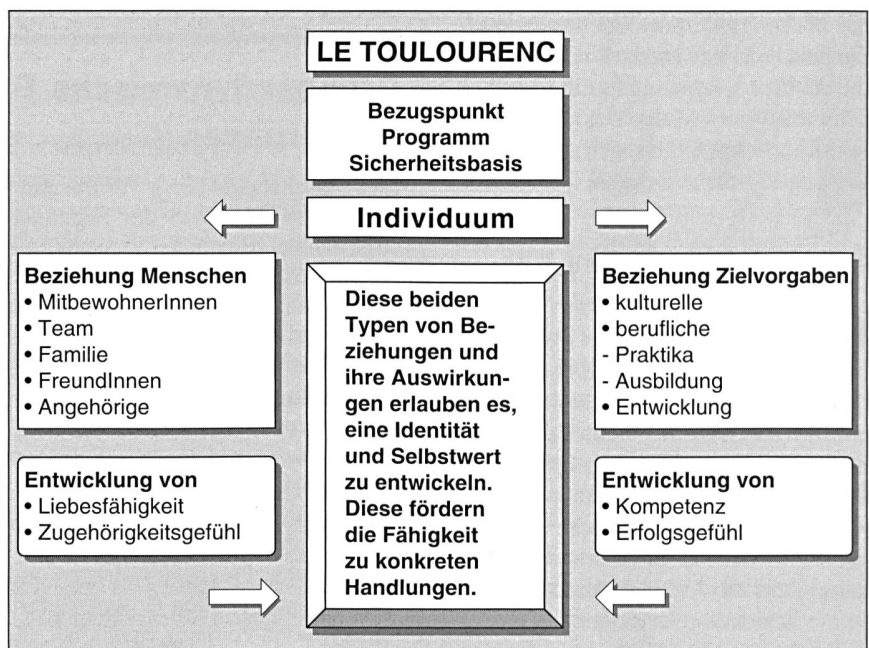 LE TOULOURENC
Bezugspunkt
Programm
Sicherheitsbasis
Individuum
Beziehung Menschen
• MitbewohnerInnen
• Team
• Familie
• FreundInnen
• Angehörige
Entwicklung von
• Liebesfähigkeit
• Zugehörigkeitsgefühl
Diese beiden
Typen von Be-
ziehungen und
ihre Auswirkun-
gen erlauben es,
eine Identität
und Selbstwert
zu entwickeln.
Diese fördern
die Fähigkeit
zu konkreten
Handlungen.
Beziehung Zielvorgaben
• kulturelle
• berufliche
- Praktika
- Ausbildung
• Entwicklung
Entwicklung von
• Kompetenz
• Erfolgsgefühl